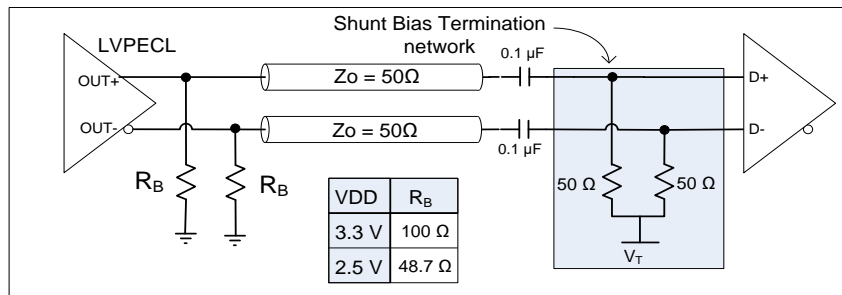 Shunt Bias Termination
network
LVPECL
0.1 µF
OUT+
Zo = 50Ω
D+
OUT-
Zo = 50Ω
D-
0.1 µF
RB
RB
50 Ω
50 Ω
VT
VDD RB
3.3 V 100 Ω
2.5 V 48.7 Ω